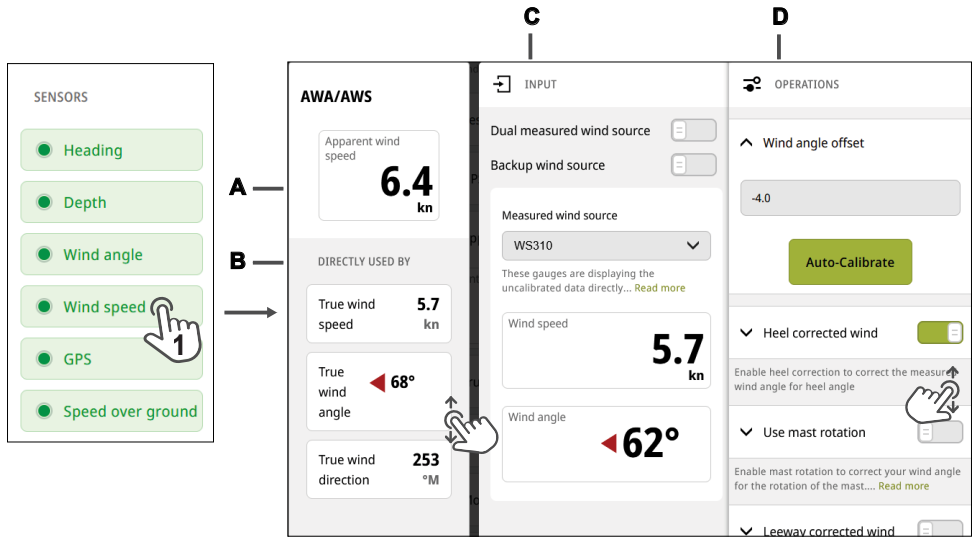 C
D
SENSORS
Heading
Depth
Wind angle
Wind speed
1
GPS
Speed over ground
A
B
AWA/AWS
Apparent wind
speed
6.4
kn
DIRECTLY USED BY
True wind
speed
5.7
kn
True
wind
angle
68°
True wind
direction
253
°M
INPUT
Dual measured wind source
Backup wind source
Measured wind source
WS310
These gauges are displaying the
uncalibrated data directly... Read more
Wind speed
5.7
kn
Wind angle
62°
OPERATIONS
Wind angle offset
-4.0
Auto-Calibrate
Heel corrected wind
Enable heel correction to correct the measured
wind angle for heel angle
Use mast rotation
Enable mast rotation to correct your wind angle
for the rotation of the mast.... Read more
Leeway corrected wind